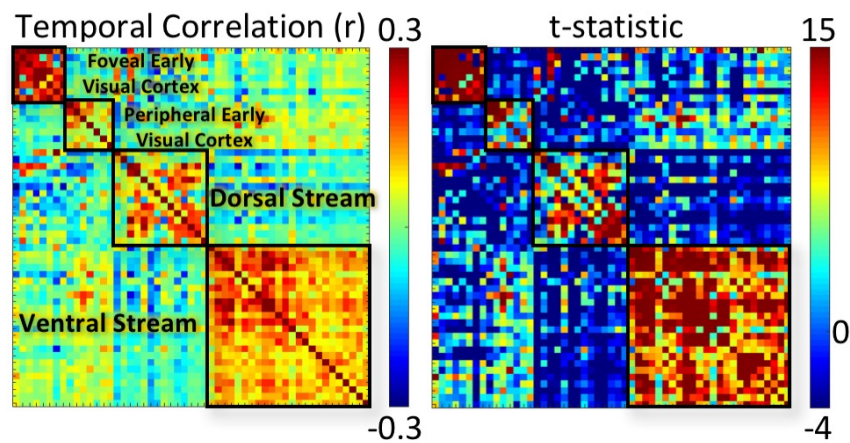 Temporal Correlation (r) 0.3
t-statistic 15
Foveal Early
Visual Cortex
Peripheral Early
Visual Cortex
Dorsal Stream
Ventral Stream
0
-0.3
-4